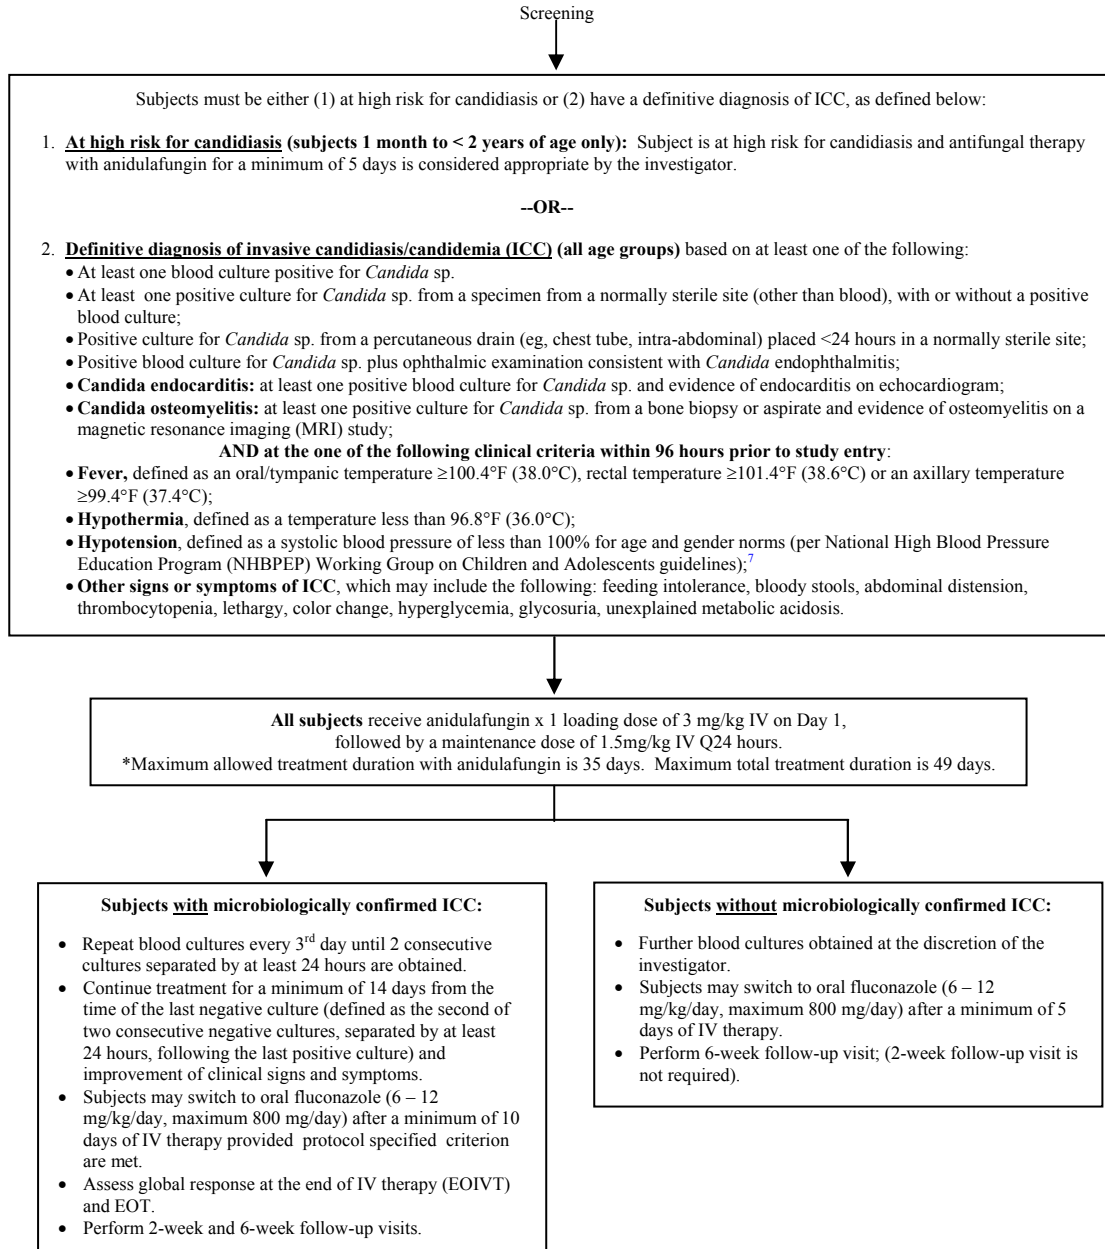 Screening
Subjects must be either (1) at high risk for candidiasis or (2) have a definitive diagnosis of ICC, as defined below:
1. At high risk for candidiasis (subjects 1 month to < 2 years of age only): Subject is at high risk for candidiasis and antifungal therapy
with anidulafungin for a minimum of 5 days is considered appropriate by the investigator.
--OR--
2. Definitive diagnosis of invasive candidiasis/candidemia (ICC) (all age groups) based on at least one of the following:
• At least one blood culture positive for Candida sp.
• At least one positive culture for Candida sp. from a specimen from a normally sterile site (other than blood), with or without a positive
blood culture;
• Positive culture for Candida sp. from a percutaneous drain (eg, chest tube, intra-abdominal) placed <24 hours in a normally sterile site;
• Positive blood culture for Candida sp. plus ophthalmic examination consistent with Candida endophthalmitis;
• Candida endocarditis: at least one positive blood culture for Candida sp. and evidence of endocarditis on echocardiogram;
• Candida osteomyelitis: at least one positive culture for Candida sp. from a bone biopsy or aspirate and evidence of osteomyelitis on a
magnetic resonance imaging (MRI) study;
AND at the one of the following clinical criteria within 96 hours prior to study entry:
• Fever, defined as an oral/tympanic temperature ≥100.4°F (38.0°C), rectal temperature ≥101.4°F (38.6°C) or an axillary temperature
≥99.4°F (37.4°C);
• Hypothermia, defined as a temperature less than 96.8°F (36.0°C);
• Hypotension, defined as a systolic blood pressure of less than 100% for age and gender norms (per National High Blood Pressure
Education Program (NHBPEP) Working Group on Children and Adolescents guidelines);7
• Other signs or symptoms of ICC, which may include the following: feeding intolerance, bloody stools, abdominal distension,
thrombocytopenia, lethargy, color change, hyperglycemia, glycosuria, unexplained metabolic acidosis.
All subjects receive anidulafungin x 1 loading dose of 3 mg/kg IV on Day 1,
followed by a maintenance dose of 1.5mg/kg IV Q24 hours.
*Maximum allowed treatment duration with anidulafungin is 35 days. Maximum total treatment duration is 49 days.
Subjects with microbiologically confirmed ICC:
• Repeat blood cultures every 3rd day until 2 consecutive
cultures separated by at least 24 hours are obtained.
• Continue treatment for a minimum of 14 days from the
time of the last negative culture (defined as the second of
two consecutive negative cultures, separated by at least
24 hours, following the last positive culture) and
improvement of clinical signs and symptoms.
• Subjects may switch to oral fluconazole (6 – 12
mg/kg/day, maximum 800 mg/day) after a minimum of 10
days of IV therapy provided protocol specified criterion
are met.
• Assess global response at the end of IV therapy (EOIVT)
and EOT.
• Perform 2-week and 6-week follow-up visits.
Subjects without microbiologically confirmed ICC:
• Further blood cultures obtained at the discretion of the
investigator.
• Subjects may switch to oral fluconazole (6 – 12
mg/kg/day, maximum 800 mg/day) after a minimum of 5
days of IV therapy.
• Perform 6-week follow-up visit; (2-week follow-up visit is
not required).